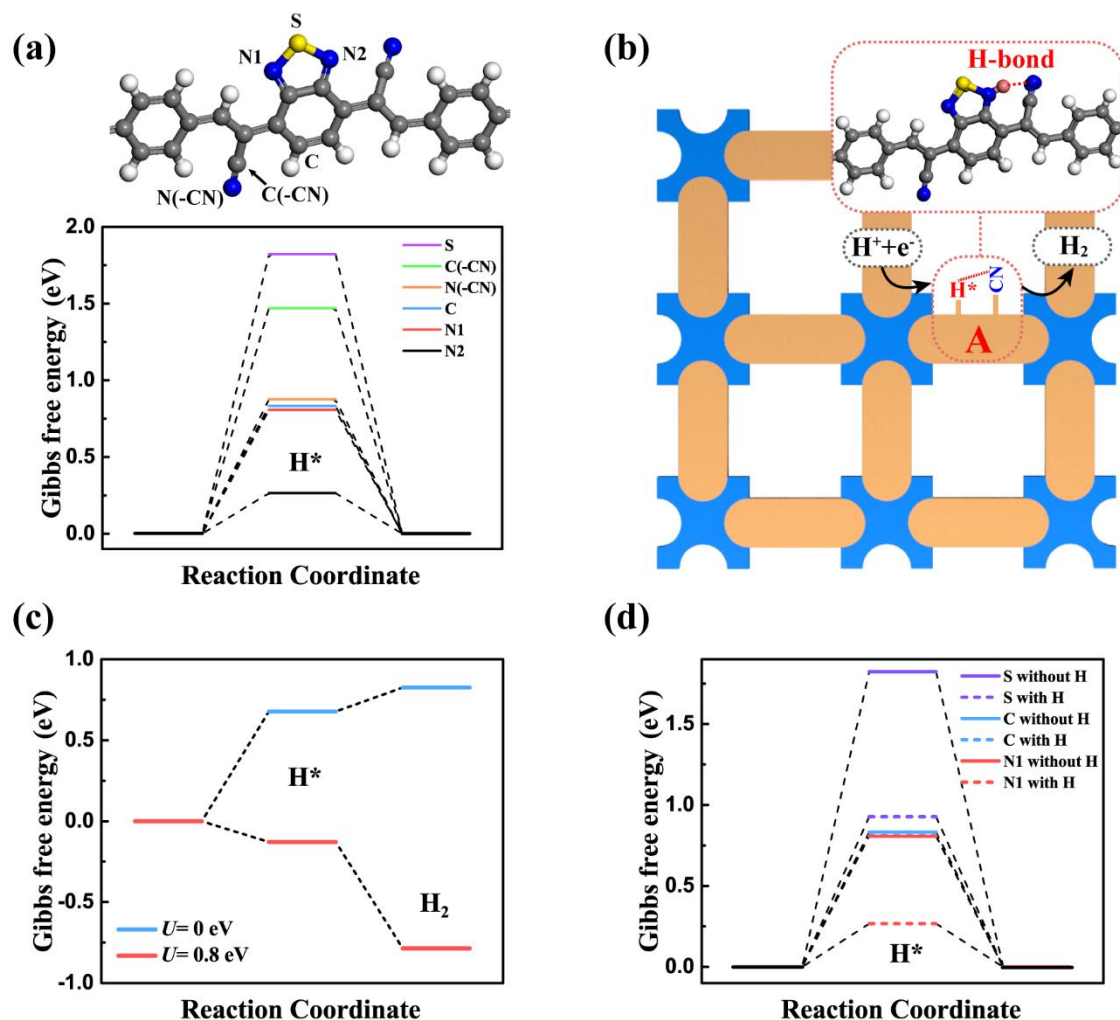 (a)
S
N1
N2
C
N(-CN)
C(-CN)
2.0
1.5
1.0
0.5
0.0
Gibbs free energy (eV)
S
C(-CN)
N(-CN)
C
N1
N2
H*
Reaction Coordinate
(b)
H-bond
H⁺+e⁻
H₂
H*
CN
A
(c)
1.0
0.5
0.0
-0.5
-1.0
Gibbs free energy (eV)
H*
H₂
U= 0 eV
U= 0.8 eV
Reaction Coordinate
(d)
1.5
1.0
0.5
0.0
Gibbs free energy (eV)
S without H
S with H
C without H
C with H
N1 without H
N1 with H
H*
Reaction Coordinate